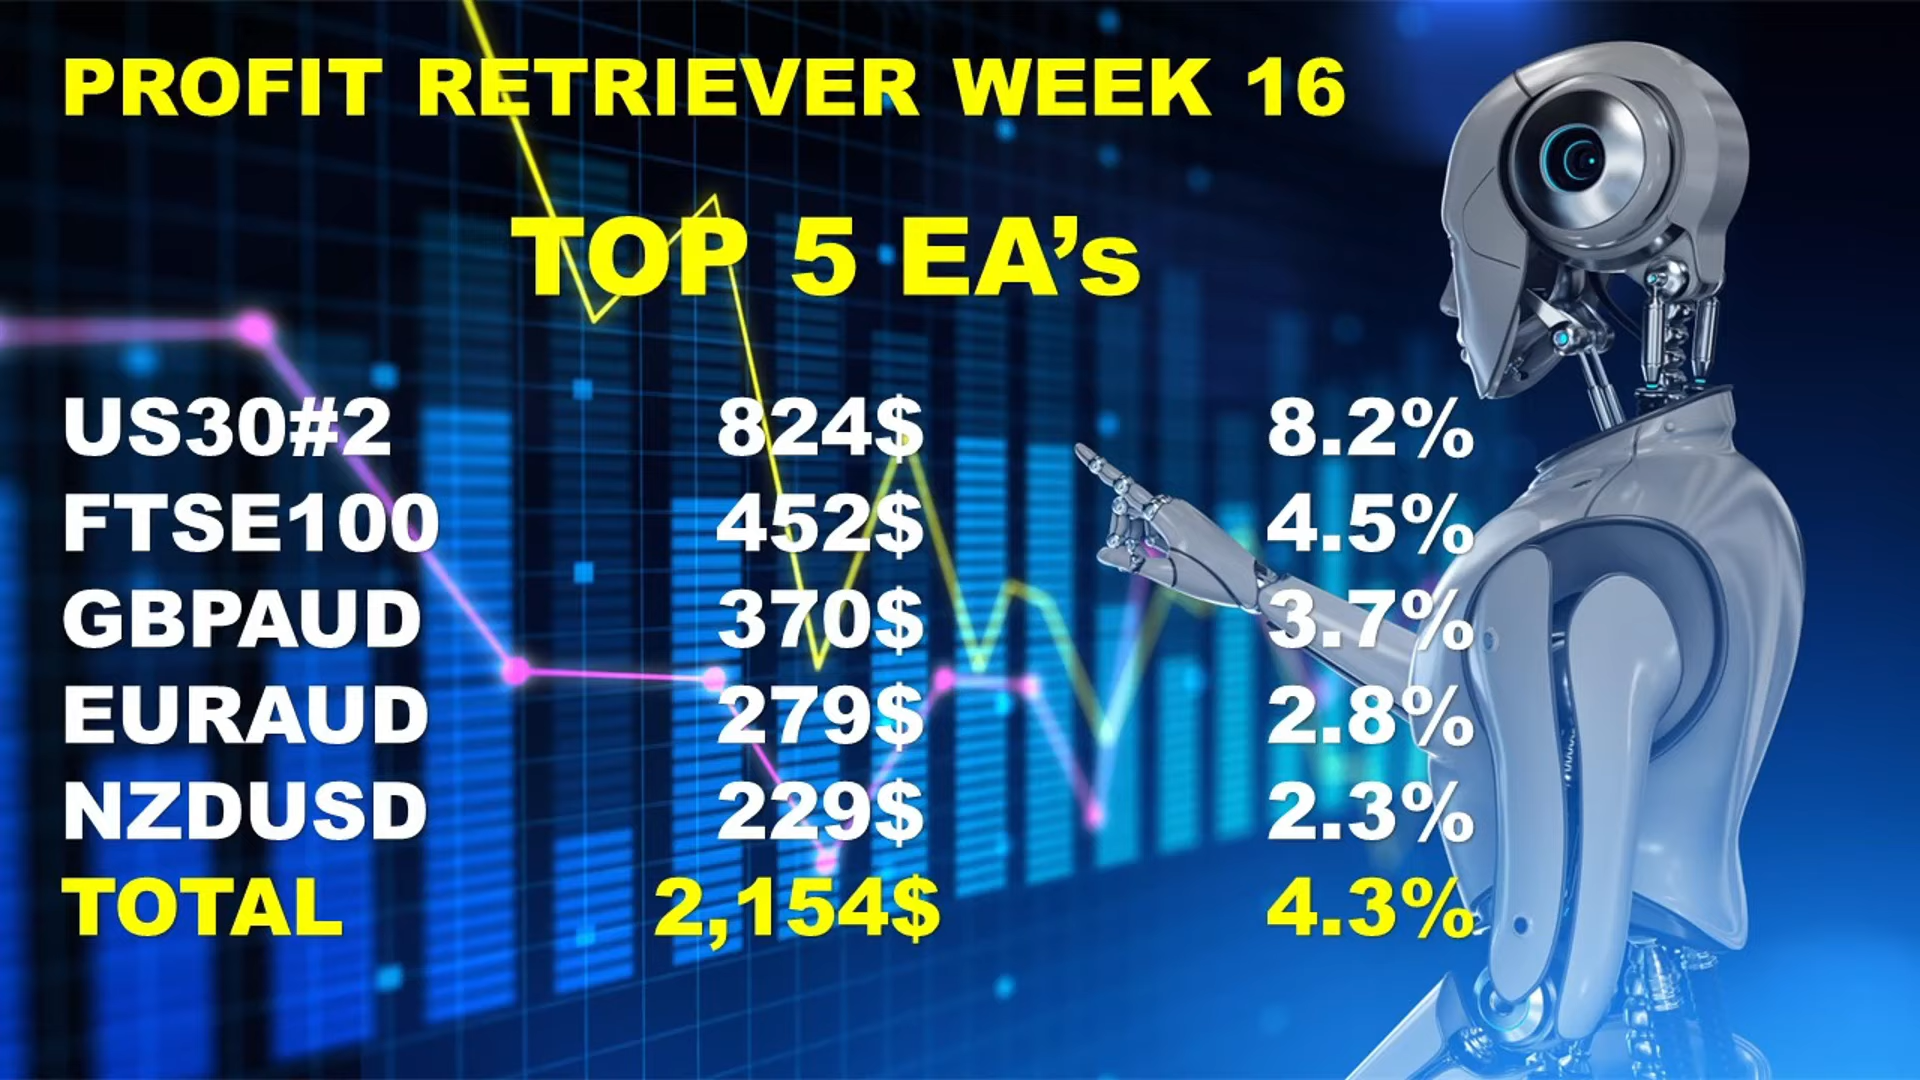 PROFIT RETRIEVER WEEK 16
TOP 5 EA’s
US30#2 824$ 8.2%
FTSE100 452$ 4.5%
GBPAUD 370$ 3.7%
EURAUD 279$ 2.8%
NZDUSD 229$ 2.3%
TOTAL 2,154$ 4.3%